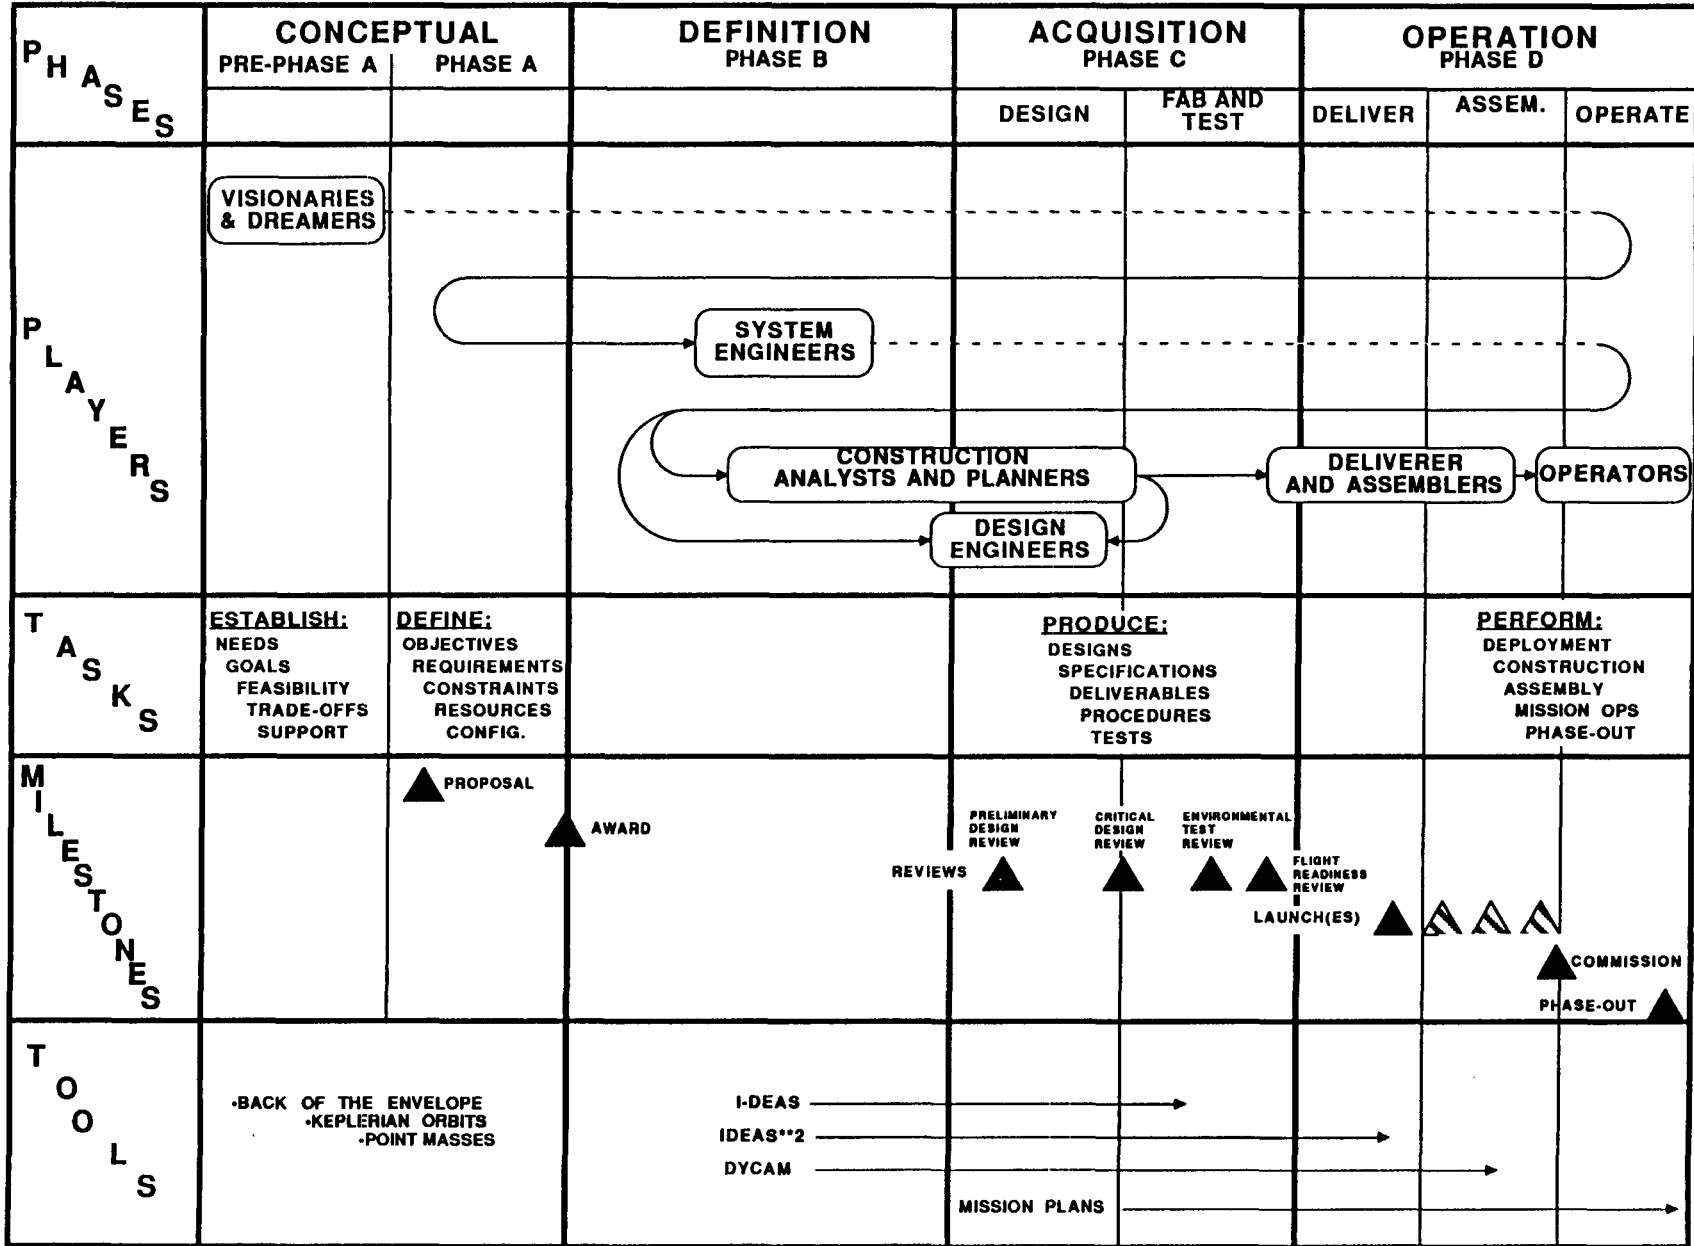 PHASES
CONCEPTUAL
PRE-PHASE A
PHASE A
DEFINITION
PHASE B
ACQUISITION
PHASE C
DESIGN
FAB AND
TEST
OPERATION
PHASE D
DELIVER
ASSEM.
OPERATE
PLAYERS
VISIONARIES
& DREAMERS
SYSTEM
ENGINEERS
CONSTRUCTION
ANALYSTS AND PLANNERS
DELIVERER
AND ASSEMBLERS
OPERATORS
DESIGN
ENGINEERS
TASKS
ESTABLISH:
NEEDS
GOALS
FEASIBILITY
TRADE-OFFS
SUPPORT
DEFINE:
OBJECTIVES
REQUIREMENTS
CONSTRAINTS
RESOURCES
CONFIG.
PRODUCE:
DESIGNS
SPECIFICATIONS
DELIVERABLES
PROCEDURES
TESTS
PERFORM:
DEPLOYMENT
CONSTRUCTION
ASSEMBLY
MISSION OPS
PHASE-OUT
MILESTONES
PROPOSAL
AWARD
REVIEWS
PRELIMINARY
DESIGN
REVIEW
CRITICAL
DESIGN
REVIEW
ENVIRONMENTAL
TEST
REVIEW
FLIGHT
READINESS
REVIEW
LAUNCH(ES)
COMMISSION
PHASE-OUT
TOOLS
•BACK OF THE ENVELOPE
•KEPLERIAN ORBITS
•POINT MASSES
I-DEAS
IDEAS**2
DYCAM
MISSION PLANS